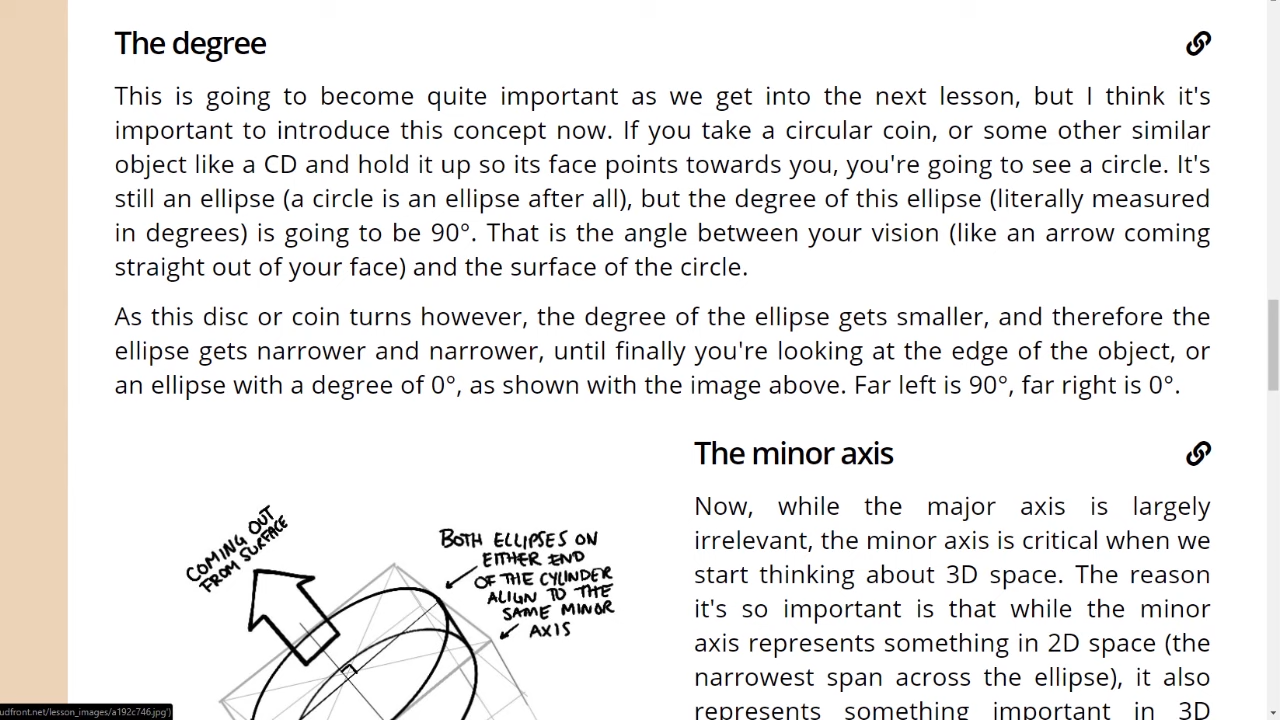 The degree
This is going to become quite important as we get into the next lesson, but I think it's
important to introduce this concept now. If you take a circular coin, or some other similar
object like a CD and hold it up so its face points towards you, you're going to see a circle. It's
still an ellipse (a circle is an ellipse after all), but the degree of this ellipse (literally measured
in degrees) is going to be 90°. That is the angle between your vision (like an arrow coming
straight out of your face) and the surface of the circle.
As this disc or coin turns however, the degree of the ellipse gets smaller, and therefore the
ellipse gets narrower and narrower, until finally you're looking at the edge of the object, or
an ellipse with a degree of 0°, as shown with the image above. Far left is 90°, far right is 0°.
COMING OUT
FROM SURFACE
BOTH ELLIPSES ON
EITHER END
OF THE CYLINDER
ALIGN TO THE
SAME MINOR
AXIS
The minor axis
Now, while the major axis is largely
irrelevant, the minor axis is critical when we
start thinking about 3D space. The reason
it's so important is that while the minor
axis represents something in 2D space (the
narrowest span across the ellipse), it also
represents something important in 3D
udfront.net/lesson_images/a192c746.jpg')